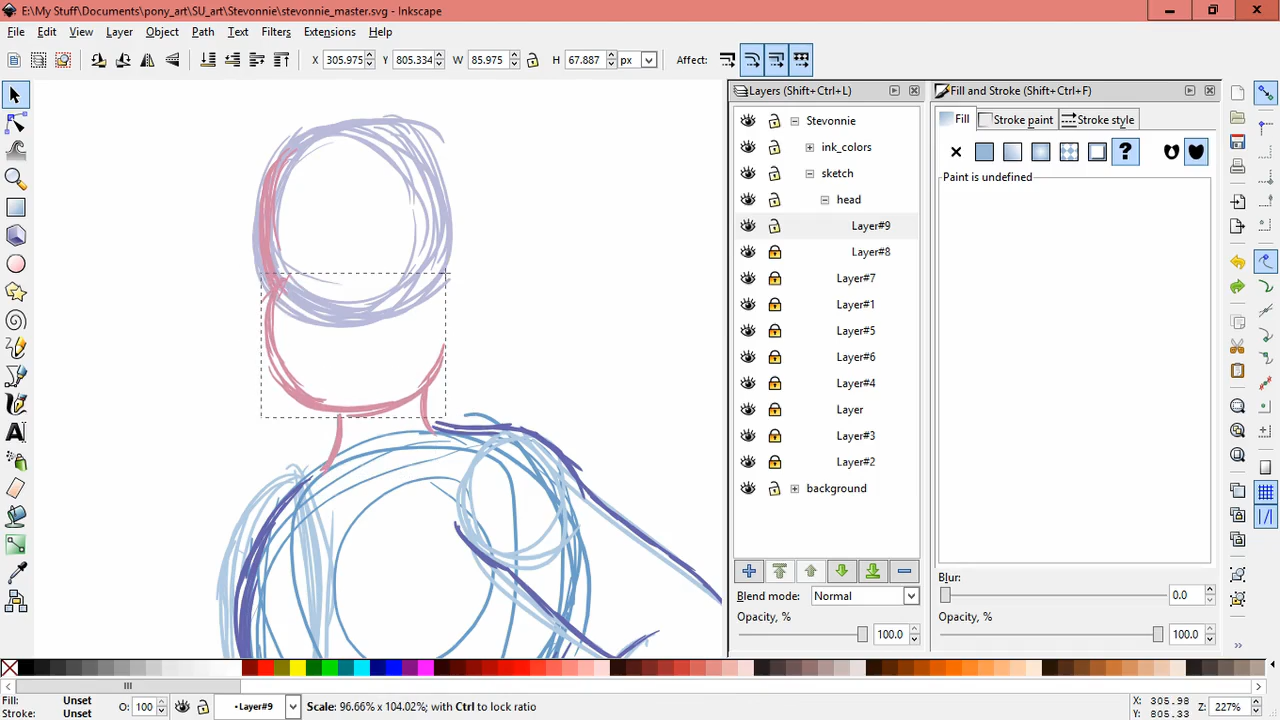 E:\My Stuff\Documents\pony_art\SU_art\Stevonnie\stevonnie_master.svg - Inkscape
File Edit View Layer Object Path Text Filters Extensions Help
X 305.975 Y 805.334 W 85.975 H 67.887 px Affect:
Layers (Shift+Ctrl+L)
Fill and Stroke (Shift+Ctrl+F)
Fill Stroke paint Stroke style
Paint is undefined
Stevonnie
ink_colors
sketch
head
Layer#9
Layer#8
Layer#7
Layer#1
Layer#5
Layer#6
Layer#4
Layer
Layer#3
Layer#2
background
Blend mode: Normal
Opacity, %
100.0
Blur:
0.0
Opacity, %
100.0
Fill: Unset
Stroke: Unset
O: 100
•Layer#9
Scale: 96.66% x 104.02%; with Ctrl to lock ratio
X: 305.98
Y: 805.33
Z: 227%